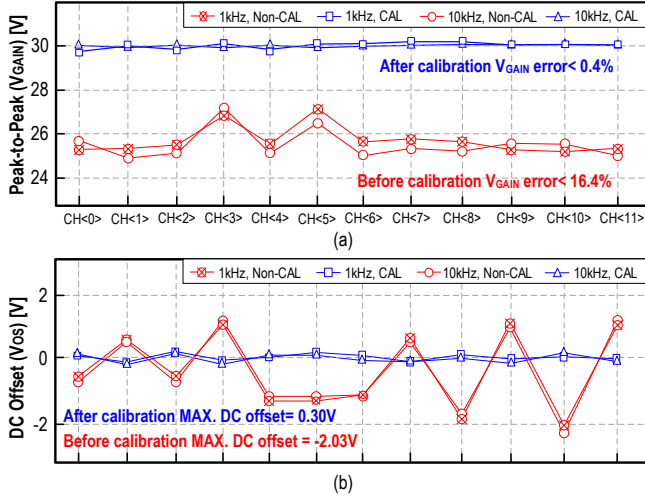 1kHz, Non-CAL 1kHz, CAL 10kHz, Non-CAL 10kHz, CAL
Peak-to-Peak (VGAIN) [V]
32
30
28
26
24
After calibration VGAIN error< 0.4%
Before calibration VGAIN error< 16.4%
CH<0> CH<1> CH<2> CH<3> CH<4> CH<5> CH<6> CH<7> CH<8> CH<9> CH<10> CH<11>
(a)
1kHz, Non-CAL 1kHz, CAL 10kHz, Non-CAL 10kHz, CAL
DC Offset (VOS) [V]
2
0
-2
After calibration MAX. DC offset= 0.30V
Before calibration MAX. DC offset = -2.03V
(b)